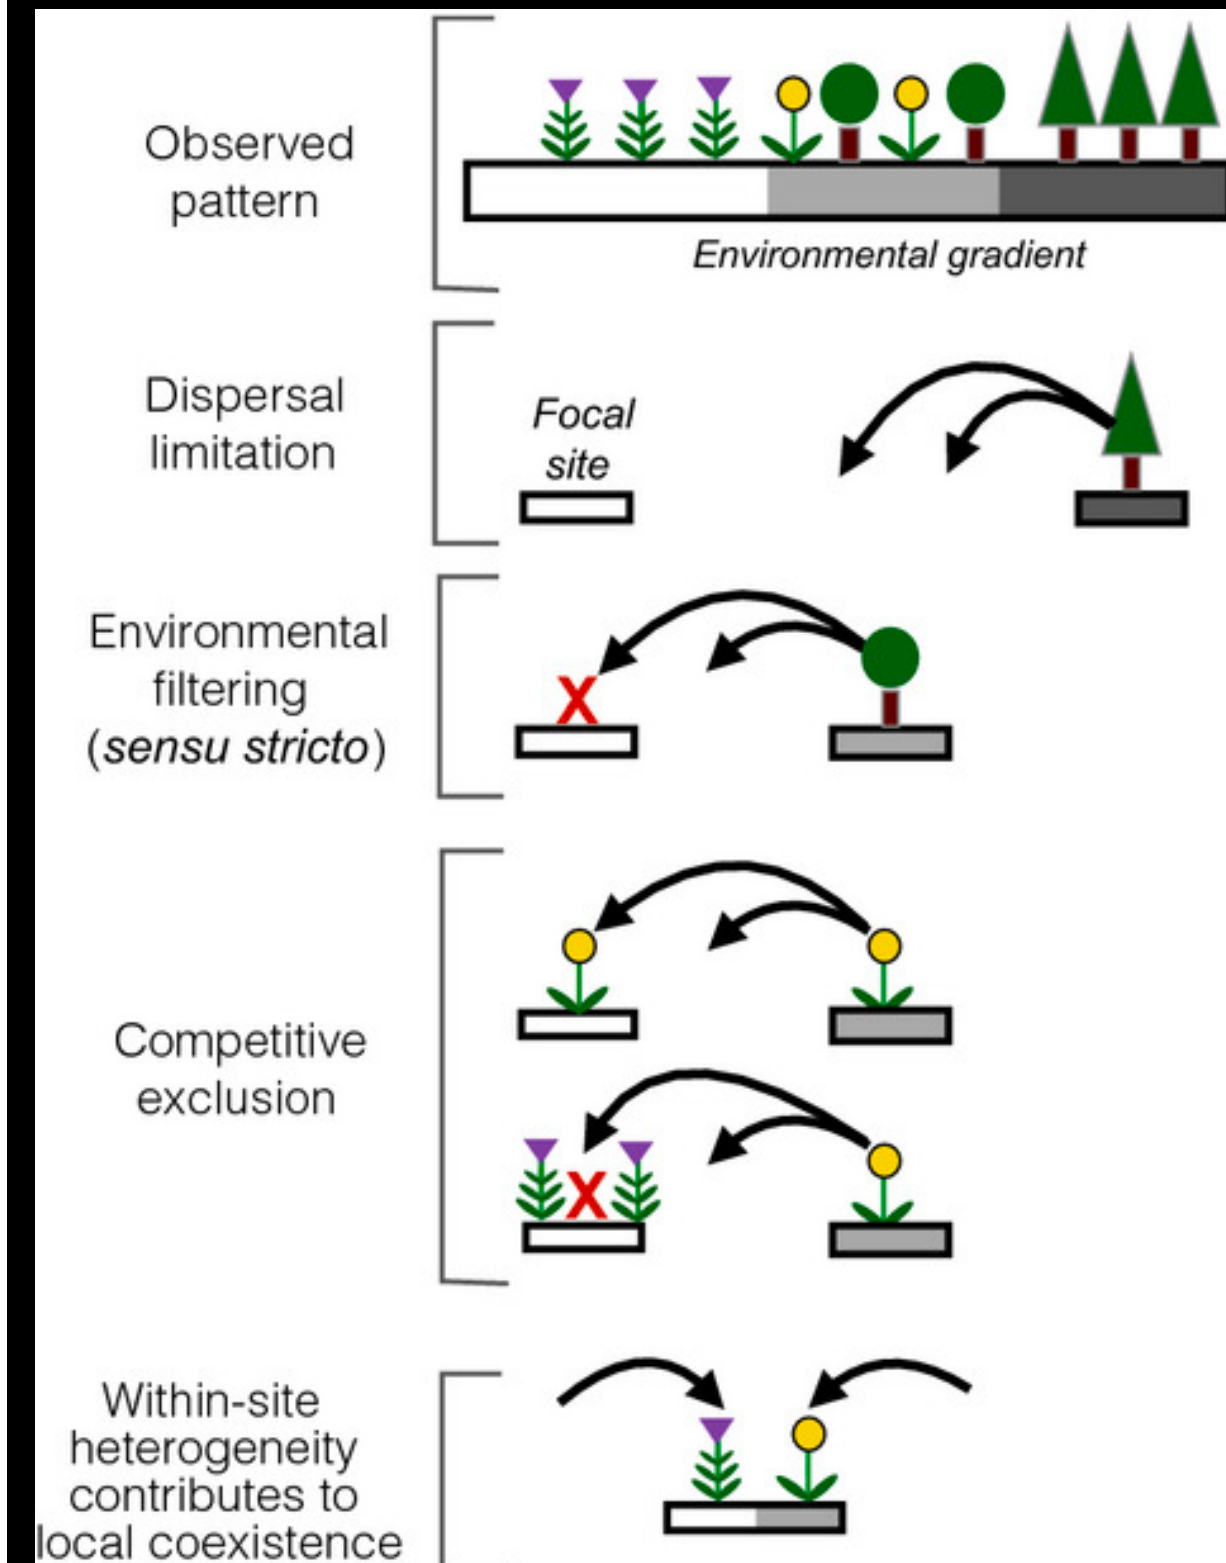 Observed
pattern
Environmental gradient
Dispersal
limitation
Focal
site
Environmental
filtering
(sensu stricto)
X
Competitive
exclusion
X
Within-site
heterogeneity
contributes to
local coexistence